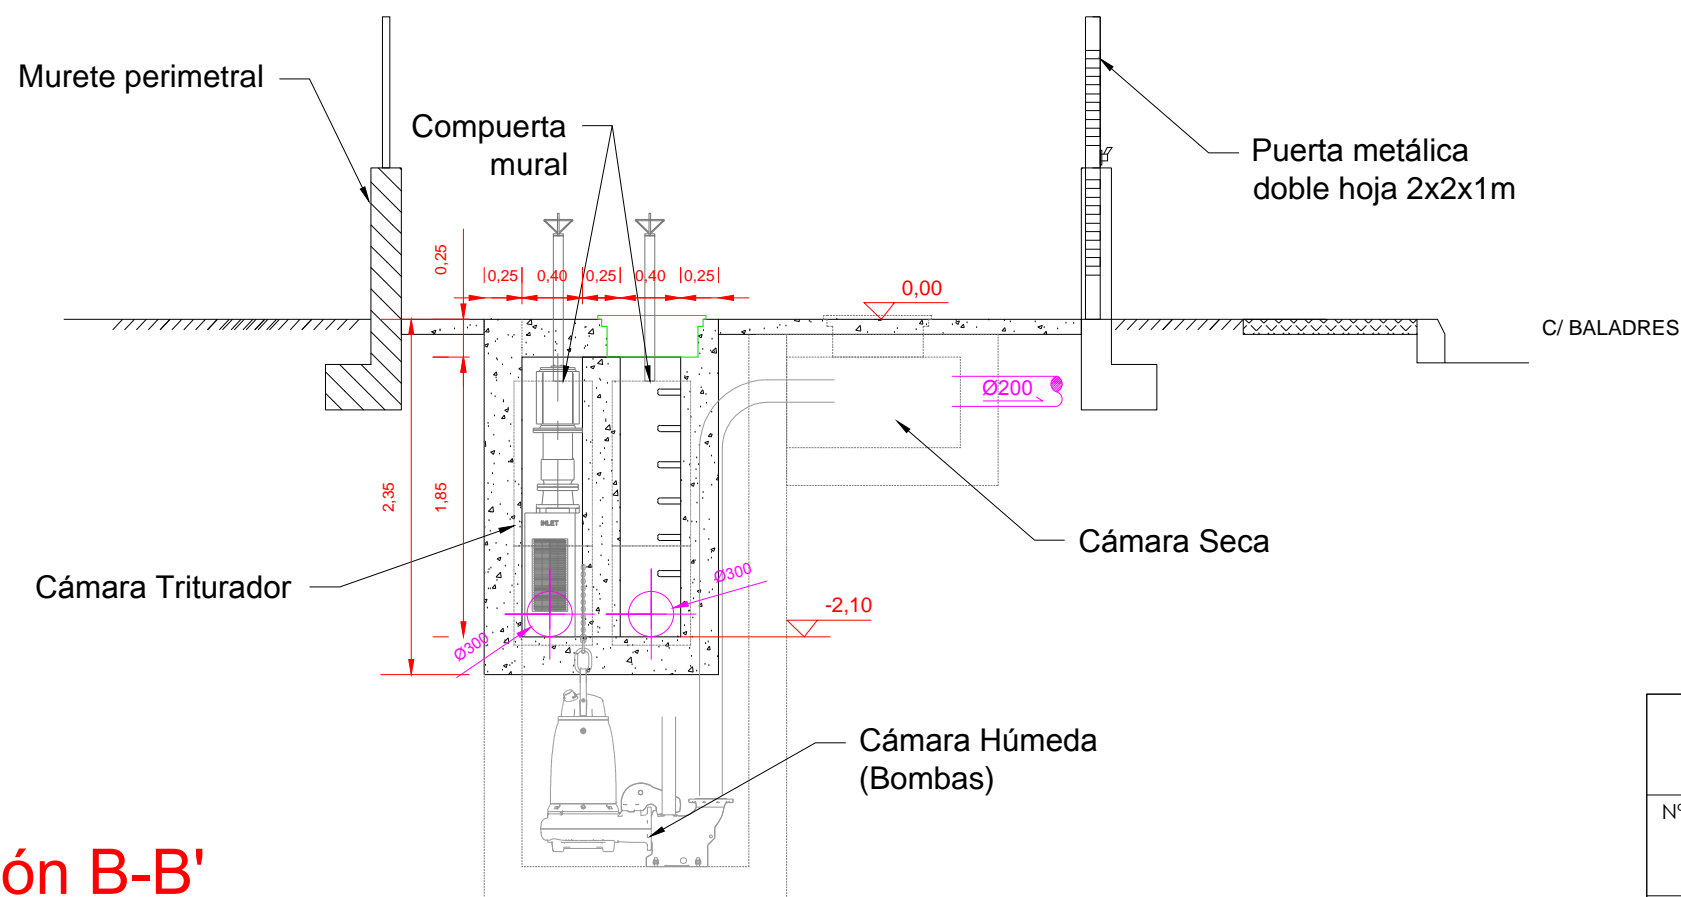 Murete perimetral
Compuerta
mural
Puerta metálica
doble hoja 2x2x1m
0,25
0,25
0,40
0,25
0,40
0,25
0,00
C/ BALADRES
Ø200
2,35
1,85
INLET
Cámara Seca
Cámara Triturador
Ø300
Ø300
-2,10
Cámara Húmeda
(Bombas)
Nº
ón B-B'